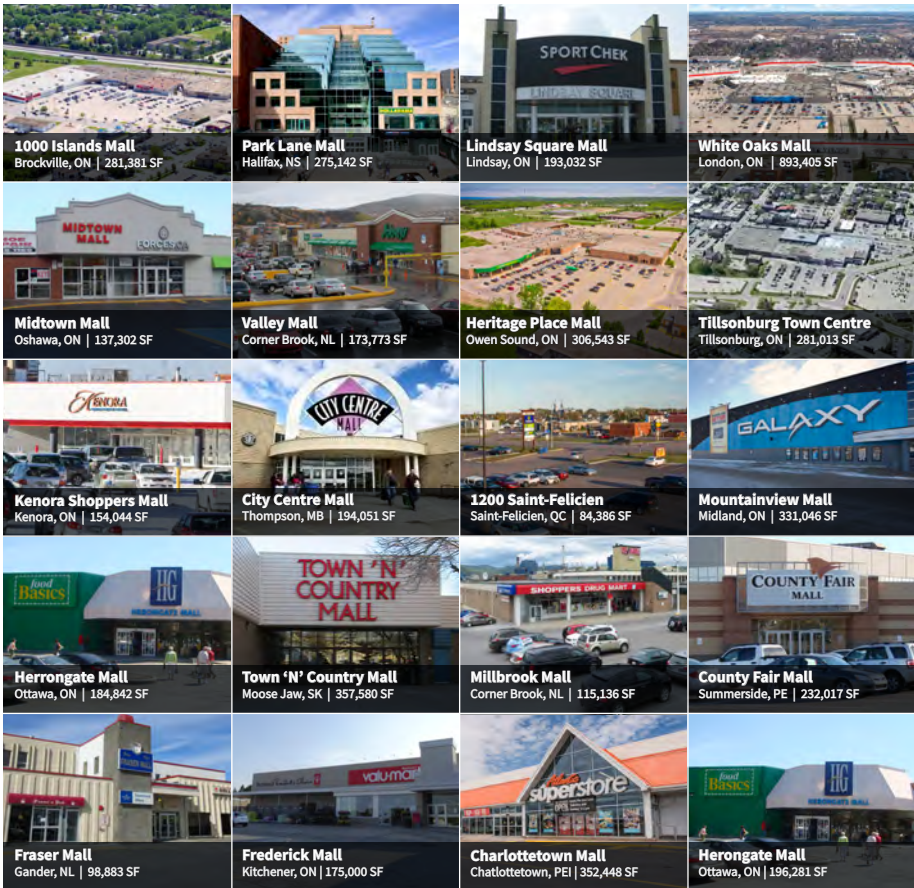 SPORT CHEK
LINDSAY SQUARE
1000 Islands Mall
Brockville, ON | 281,381 SF
Park Lane Mall
Halifax, NS | 275,142 SF
Lindsay Square Mall
Lindsay, ON | 193,032 SF
White Oaks Mall
London, ON | 893,405 SF
MIDTOWN
MALL
Midtown Mall
Oshawa, ON | 137,302 SF
Valley Mall
Corner Brook, NL | 173,773 SF
Heritage Place Mall
Owen Sound, ON | 306,543 SF
Tillsonburg Town Centre
Tillsonburg, ON | 281,013 SF
KENORA
CITY CENTRE
MALL
GALAXY
Kenora Shoppers Mall
Kenora, ON | 154,044 SF
City Centre Mall
Thompson, MB | 194,051 SF
1200 Saint-Felicien
Saint-Felicien, QC | 84,386 SF
Mountainview Mall
Midland, ON | 331,046 SF
food
Basics
HG
HERONGATE MALL
TOWN 'N'
COUNTRY
MALL
SHOPPERS DRUG MART
COUNTY FAIR
MALL
Herrongate Mall
Ottawa, ON | 184,842 SF
Town ‘N’ Country Mall
Moose Jaw, SK | 357,580 SF
Millbrook Mall
Corner Brook, NL | 115,136 SF
County Fair Mall
Summerside, PE | 232,017 SF
FRASER MALL
valu-mart
Atlantic
superstore
OPEN
food
Basics
HG
HERONGATE MALL
Fraser Mall
Gander, NL | 98,883 SF
Frederick Mall
Kitchener, ON | 175,000 SF
Charlottetown Mall
Chatlottetown, PEI | 352,448 SF
Herongate Mall
Ottawa, ON | 196,281 SF